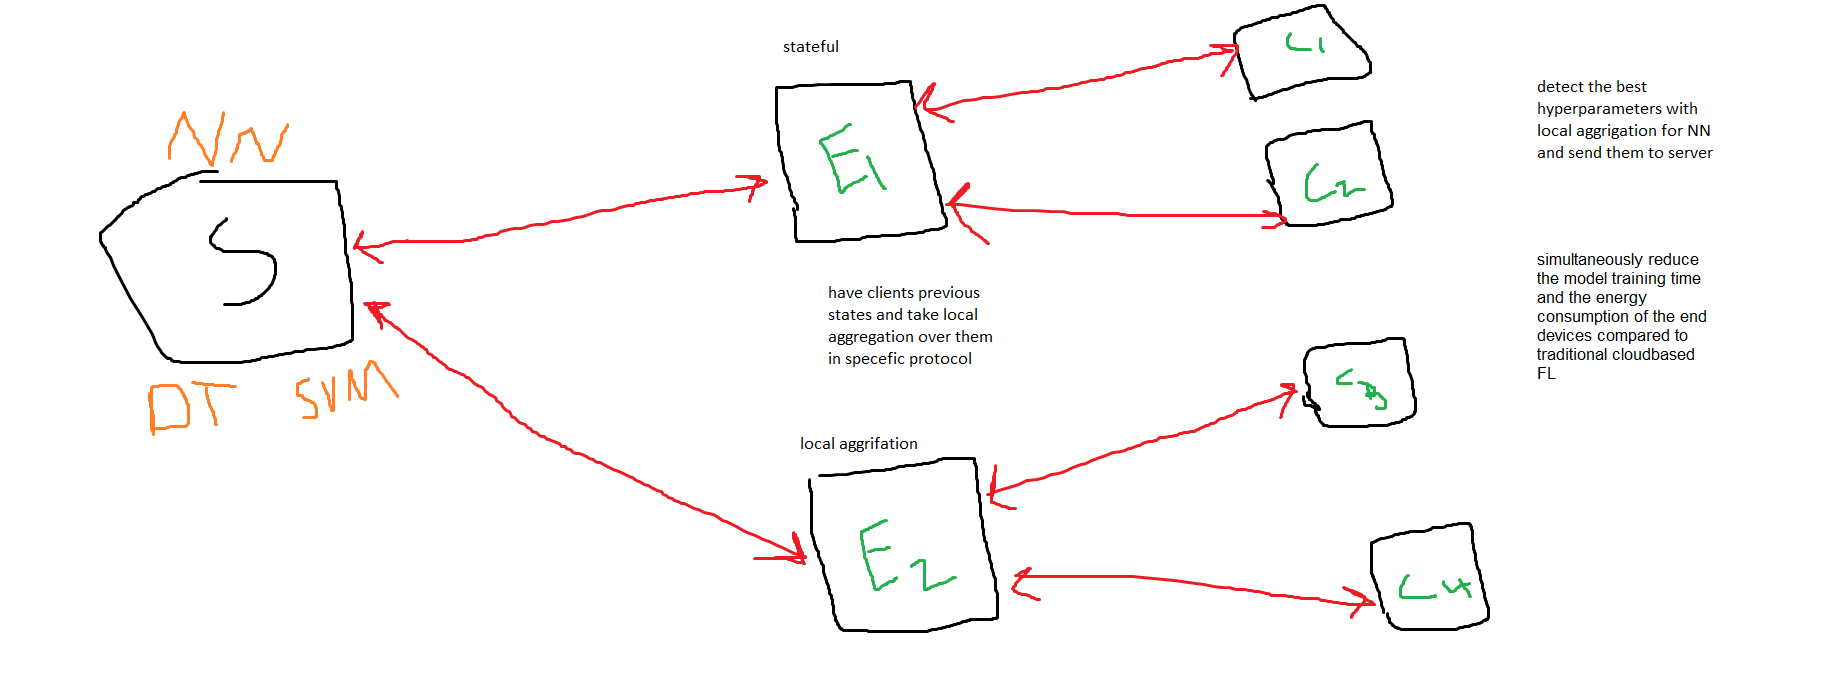 NN
S
DT SVM
stateful
E1
have clients previous
states and take local
aggregation over them
in specefic protocol
local aggrifation
E2
C1
C2
C3
C4
detect the best
hyperparameters with
local aggrigation for NN
and send them to server
simultaneously reduce
the model training time
and the energy
consumption of the end
devices compared to
traditional cloudbased
FL